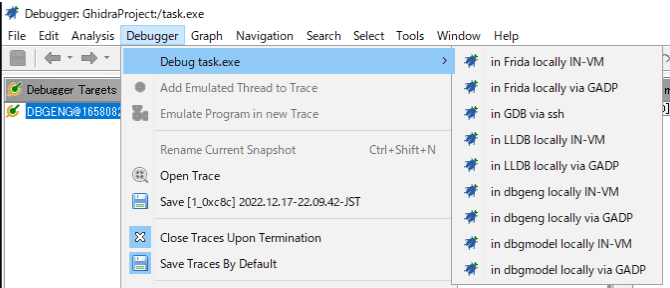 Debugger: GhidraProject:/task.exe
File Edit Analysis Debugger Graph Navigation Search Select Tools Window Help
Debugger Targets
DBGENG@1658082
Debug task.exe
Add Emulated Thread to Trace
Emulate Program in new Trace
Rename Current Snapshot Ctrl+Shift+N
Open Trace
Save [1_0xc8c] 2022.12.17-22.09.42-JST
Close Traces Upon Termination
Save Traces By Default
in Frida locally IN-VM
in Frida locally via GADP
in GDB via ssh
in LLDB locally IN-VM
in LLDB locally via GADP
in dbgeng locally IN-VM
in dbgeng locally via GADP
in dbgmodel locally IN-VM
in dbgmodel locally via GADP